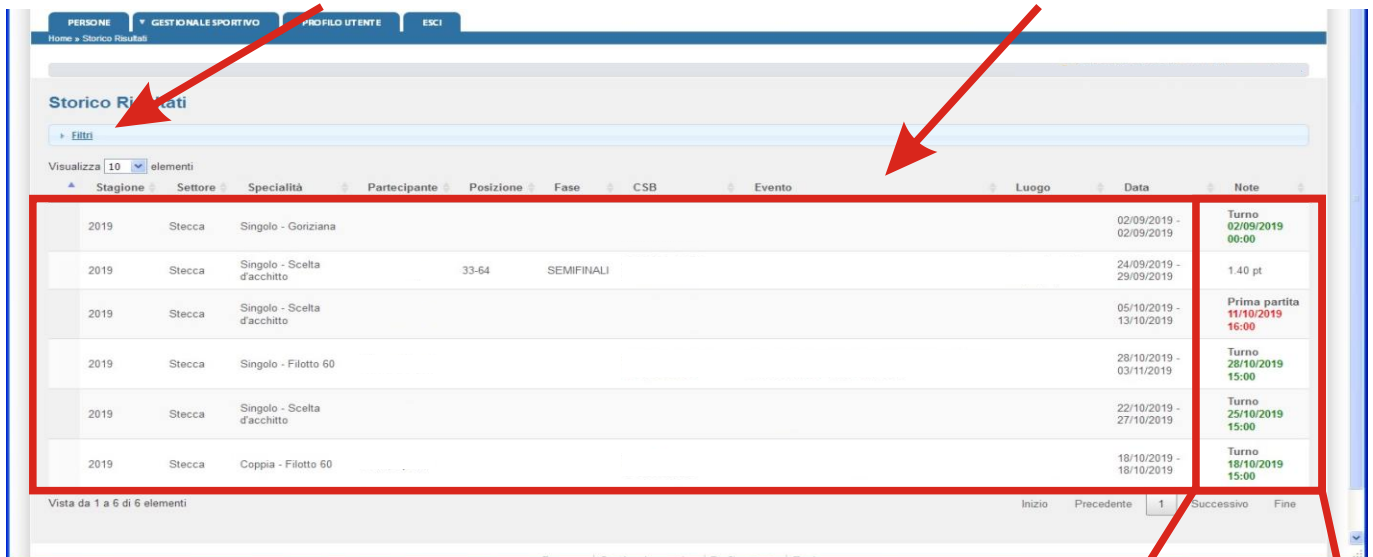 PERSONE GESTIONALE SPORTIVO PROFILO UTENTE ESCI
Home » Storico Risultati
Storico Risultati
Filtri
Visualizza 10 elementi
Stagione Settore Specialità Partecipante Posizione Fase CSB Evento Luogo Data Note
2019 Stecca Singolo - Goriziana 02/09/2019 - 02/09/2019 Turno 02/09/2019 00:00
2019 Stecca Singolo - Scelta d'acchitto 33-64 SEMIFINALI 24/09/2019 - 29/09/2019 1.40 pt
2019 Stecca Singolo - Scelta d'acchitto 05/10/2019 - 13/10/2019 Prima partita 11/10/2019 16:00
2019 Stecca Singolo - Filotto 60 28/10/2019 - 03/11/2019 Turno 28/10/2019 15:00
2019 Stecca Singolo - Scelta d'acchitto 22/10/2019 - 27/10/2019 Turno 25/10/2019 15:00
2019 Stecca Coppia - Filotto 60 18/10/2019 - 18/10/2019 Turno 18/10/2019 15:00
Vista da 1 a 6 di 6 elementi Inizio Precedente 1 Successivo Fine